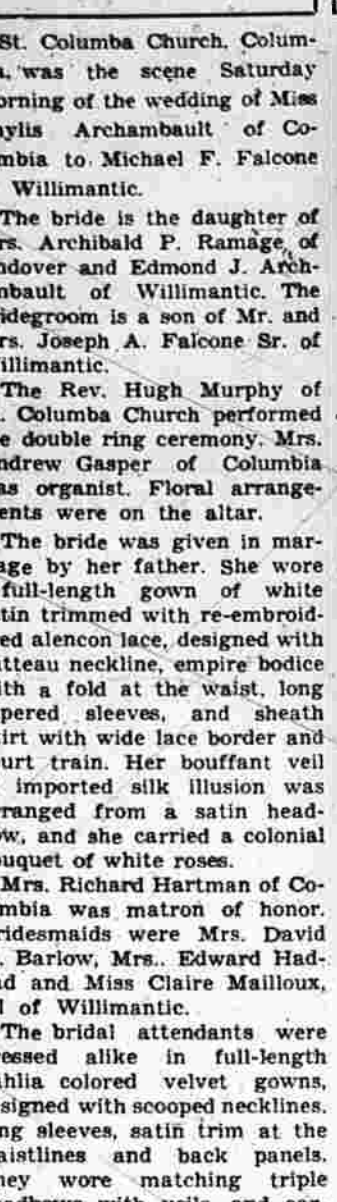 St. Columba Church, Colum-
a, was the scene Saturday
orning of the wedding of Miss
ylis Archambault of Co-
mbia to Michael F. Falcone
Willimantic.
The bride is the daughter of
rs. Archibald P. Ramage of
ndover and Edmond J. Arch-
mbault of Willimantic. The
idegroom is a son of Mr. and
rs. Joseph A. Falcone Sr. of
illimantic.
The Rev. Hugh Murphy of
. Columba Church performed
e double ring ceremony. Mrs.
ndrew Gasper of Columbia
as organist. Floral arrange-
ents were on the altar.
The bride was given in mar-
age by her father. She wore
full-length gown of white
tin trimmed with re-embroid-
ed alencon lace, designed with
tteau neckline, empire bodice
ith a fold at the waist, long
pered sleeves, and sheath
irt with wide lace border and
urt train. Her bouffant veil
imported silk illusion was
rranged from a satin head-
ow, and she carried a colonial
ouquet of white roses.
Mrs. Richard Hartman of Co-
mbia was matron of honor.
ridesmaids were Mrs. David
. Barlow, Mrs.. Edward Had-
d and Miss Claire Mailloux,
l of Willimantic.
The bridal attendants were
essed alike in full-length
ahlia colored velvet gowns,
signed with scooped necklines.
ng sleeves, satin trim at the
aistlines and back panels.
hey wore matching triple